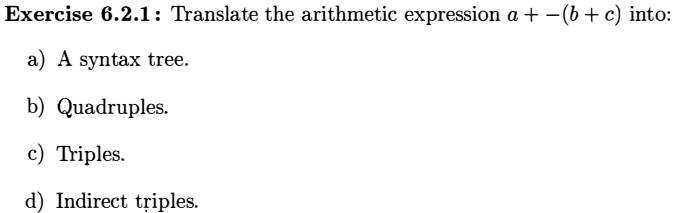 Exercise 6.2.1: Translate the arithmetic expression a + −(b + c) into:
a) A syntax tree.
b) Quadruples.
c) Triples.
d) Indirect triples.